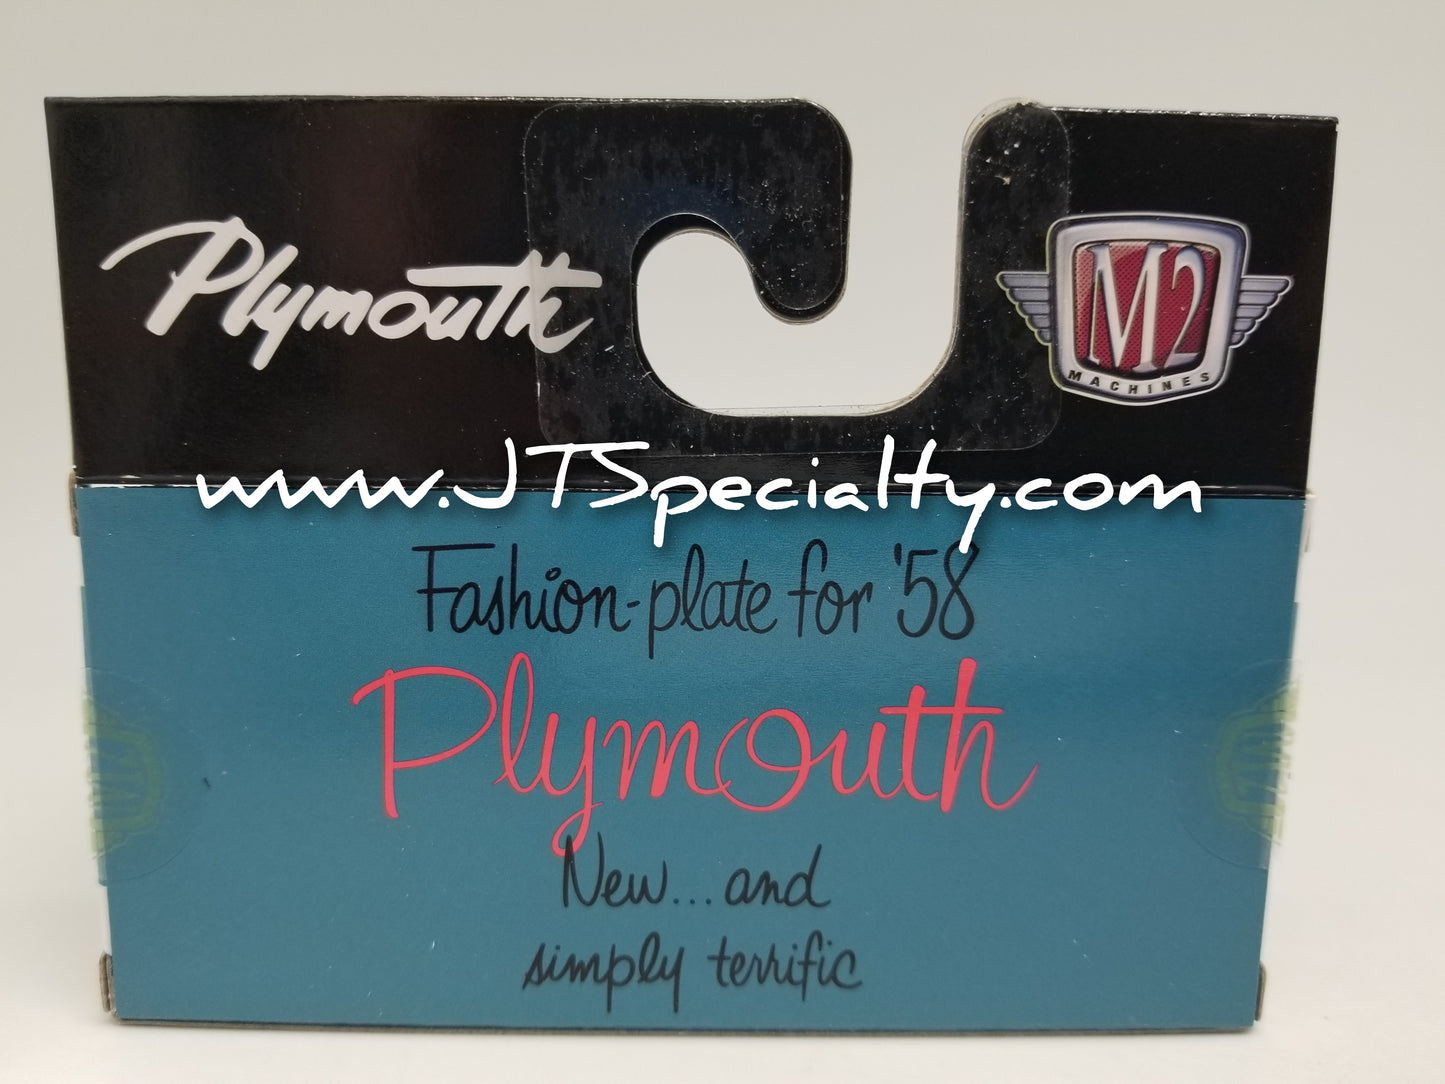 Plymouth
M2
MACHINES
www.JTSpecialty.com
Fashion-plate for '58
Plymouth
New...and
simply terrific